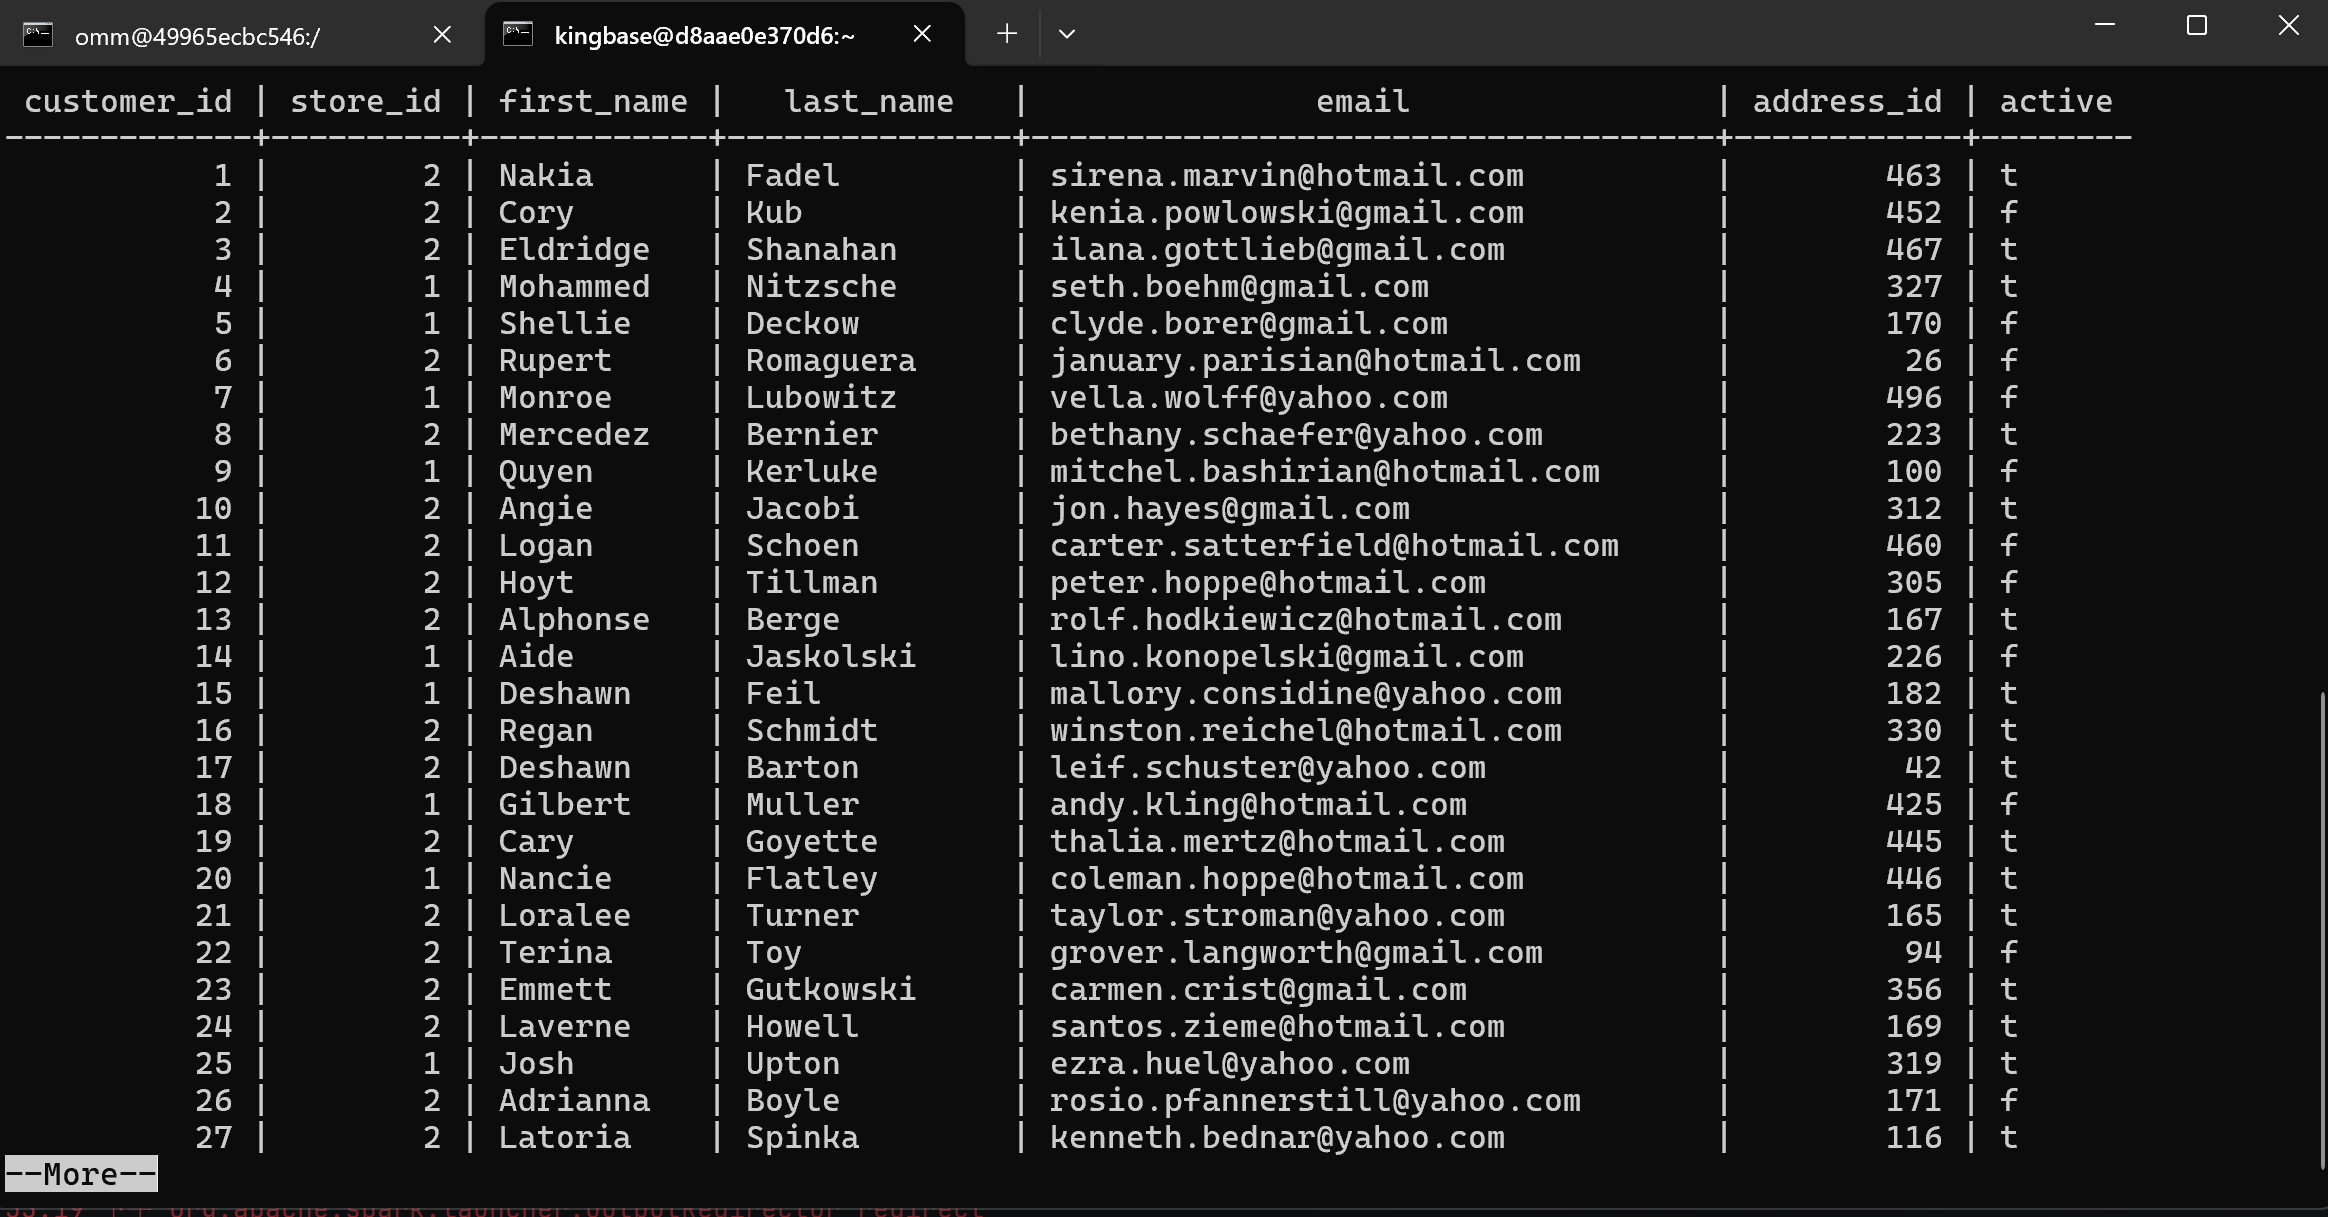 omm@49965ecbc546:/ kingbase@d8aae0e370d6:~
customer_id | store_id | first_name | last_name | email | address_id | active
-------------+----------+------------+---------------+------------------------------------+------------+--------
1 | 2 | Nakia | Fadel | sirena.marvin@hotmail.com | 463 | t
2 | 2 | Cory | Kub | kenia.powlowski@gmail.com | 452 | f
3 | 2 | Eldridge | Shanahan | ilana.gottlieb@gmail.com | 467 | t
4 | 1 | Mohammed | Nitzsche | seth.boehm@gmail.com | 327 | t
5 | 1 | Shellie | Deckow | clyde.borer@gmail.com | 170 | f
6 | 2 | Rupert | Romaguera | january.parisian@hotmail.com | 26 | f
7 | 1 | Monroe | Lubowitz | vella.wolff@yahoo.com | 496 | f
8 | 2 | Mercedez | Bernier | bethany.schaefer@yahoo.com | 223 | t
9 | 1 | Quyen | Kerluke | mitchel.bashirian@hotmail.com | 100 | f
10 | 2 | Angie | Jacobi | jon.hayes@gmail.com | 312 | t
11 | 2 | Logan | Schoen | carter.satterfield@hotmail.com | 460 | f
12 | 2 | Hoyt | Tillman | peter.hoppe@hotmail.com | 305 | f
13 | 2 | Alphonse | Berge | rolf.hodkiewicz@hotmail.com | 167 | t
14 | 1 | Aide | Jaskolski | lino.konopelski@gmail.com | 226 | f
15 | 1 | Deshawn | Feil | mallory.considine@yahoo.com | 182 | t
16 | 2 | Regan | Schmidt | winston.reichel@hotmail.com | 330 | t
17 | 2 | Deshawn | Barton | leif.schuster@yahoo.com | 42 | t
18 | 1 | Gilbert | Muller | andy.kling@hotmail.com | 425 | f
19 | 2 | Cary | Goyette | thalia.mertz@hotmail.com | 445 | t
20 | 1 | Nancie | Flatley | coleman.hoppe@hotmail.com | 446 | t
21 | 2 | Loralee | Turner | taylor.stroman@yahoo.com | 165 | t
22 | 2 | Terina | Toy | grover.langworth@gmail.com | 94 | f
23 | 2 | Emmett | Gutkowski | carmen.crist@gmail.com | 356 | t
24 | 2 | Laverne | Howell | santos.zieme@hotmail.com | 169 | t
25 | 1 | Josh | Upton | ezra.huel@yahoo.com | 319 | t
26 | 2 | Adrianna | Boyle | rosio.pfannerstill@yahoo.com | 171 | f
27 | 2 | Latoria | Spinka | kenneth.bednar@yahoo.com | 116 | t
--More--
org.apache.spark.launcher.OutputRedirector redirect